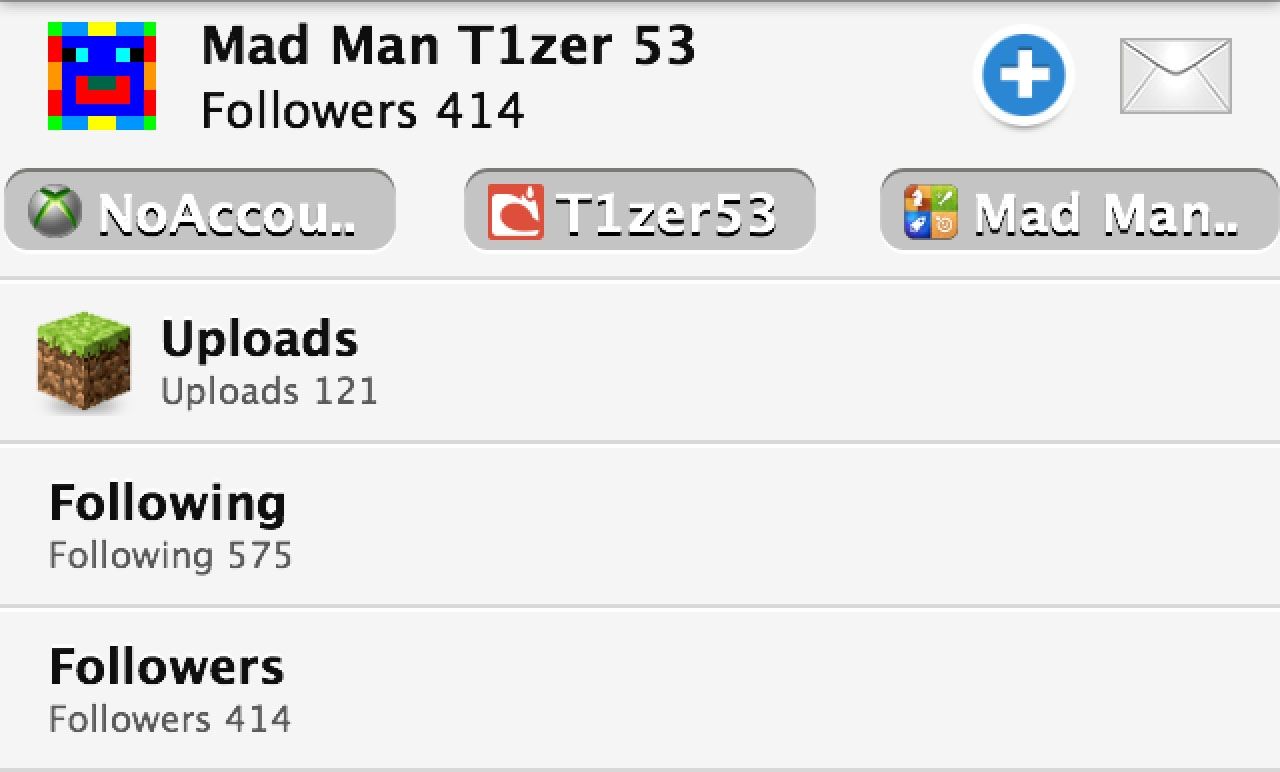 Mad Man T1zer 53
Followers 414
NoAccou..
T1zer53
Mad Man..
Uploads
Uploads 121
Following
Following 575
Followers
Followers 414